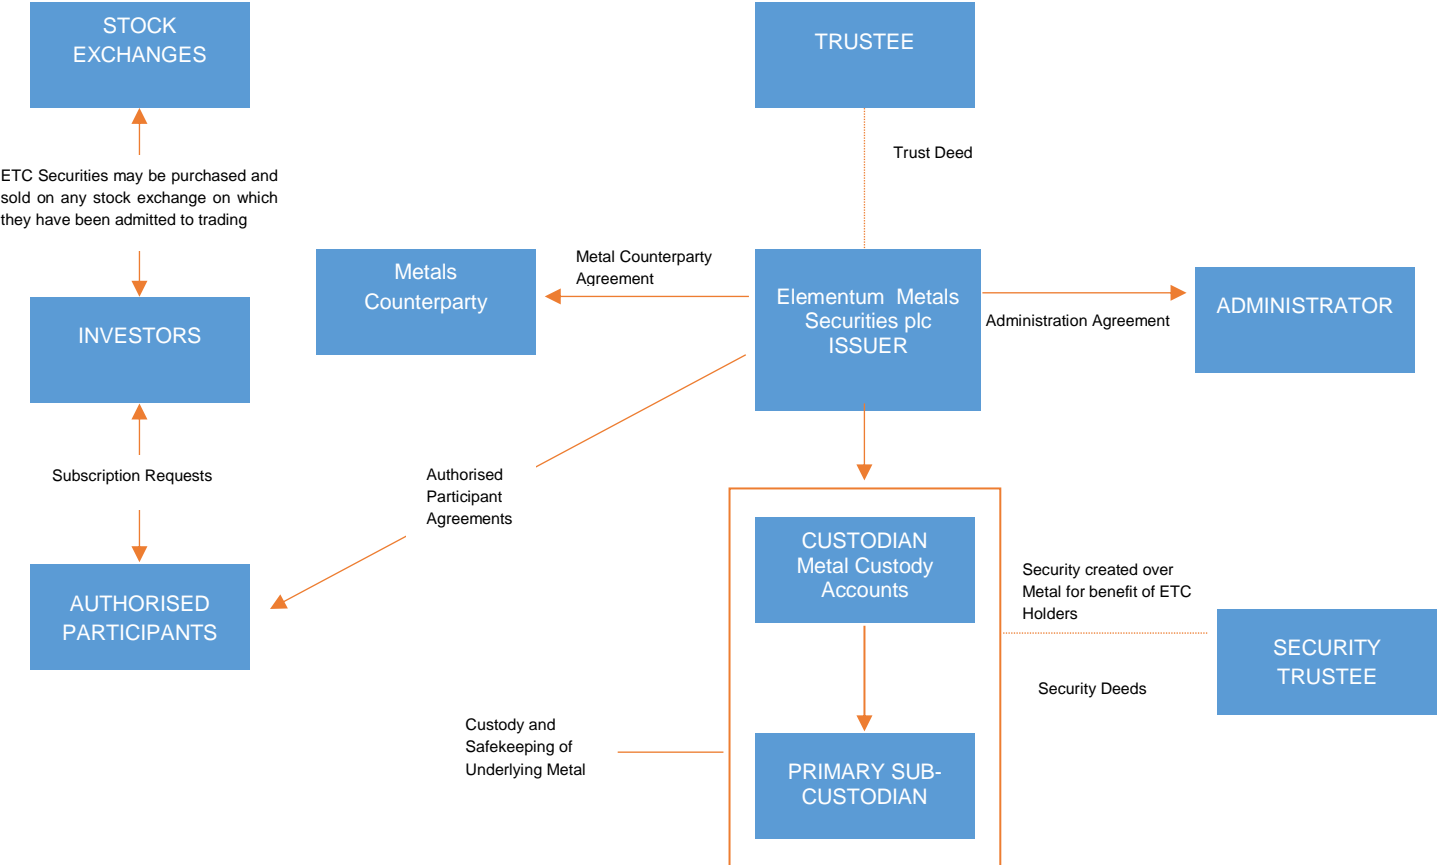 STOCK
EXCHANGES
TRUSTEE
Trust Deed
ETC Securities may be purchased and
sold on any stock exchange on which
they have been admitted to trading
Metals
Counterparty
Metal Counterparty
Agreement
Elementum Metals
Securities plc
ISSUER
Administration Agreement
ADMINISTRATOR
INVESTORS
Subscription Requests
Authorised
Participant
Agreements
AUTHORISED
PARTICIPANTS
CUSTODIAN
Metal Custody
Accounts
Security created over
Metal for benefit of ETC
Holders
SECURITY
TRUSTEE
Security Deeds
Custody and
Safekeeping of
Underlying Metal
PRIMARY SUB-
CUSTODIAN